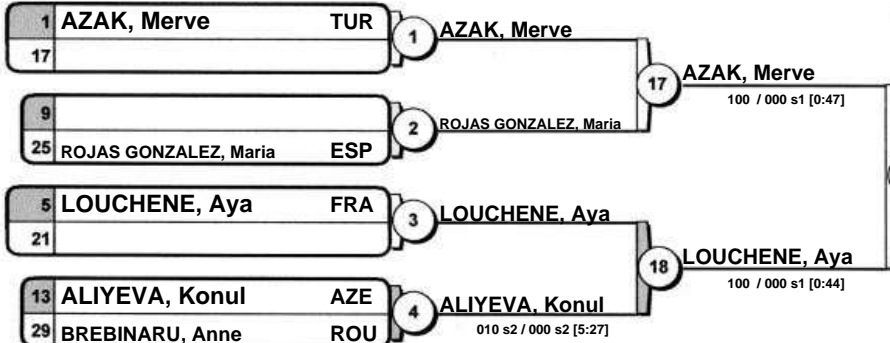 1 AZAK, Merve TUR
17
1
AZAK, Merve
9
25 ROJAS GONZALEZ, Maria ESP
2
ROJAS GONZALEZ, Maria
17
AZAK, Merve
100 / 000 s1 [0:47]
5 LOUCHENE, Aya FRA
21
3
LOUCHENE, Aya
13 ALIYEVA, Konul AZE
29 BREBINARU, Anne ROU
4
ALIYEVA, Konul
010 s2 / 000 s2 [5:27]
18
LOUCHENE, Aya
100 / 000 s1 [0:44]